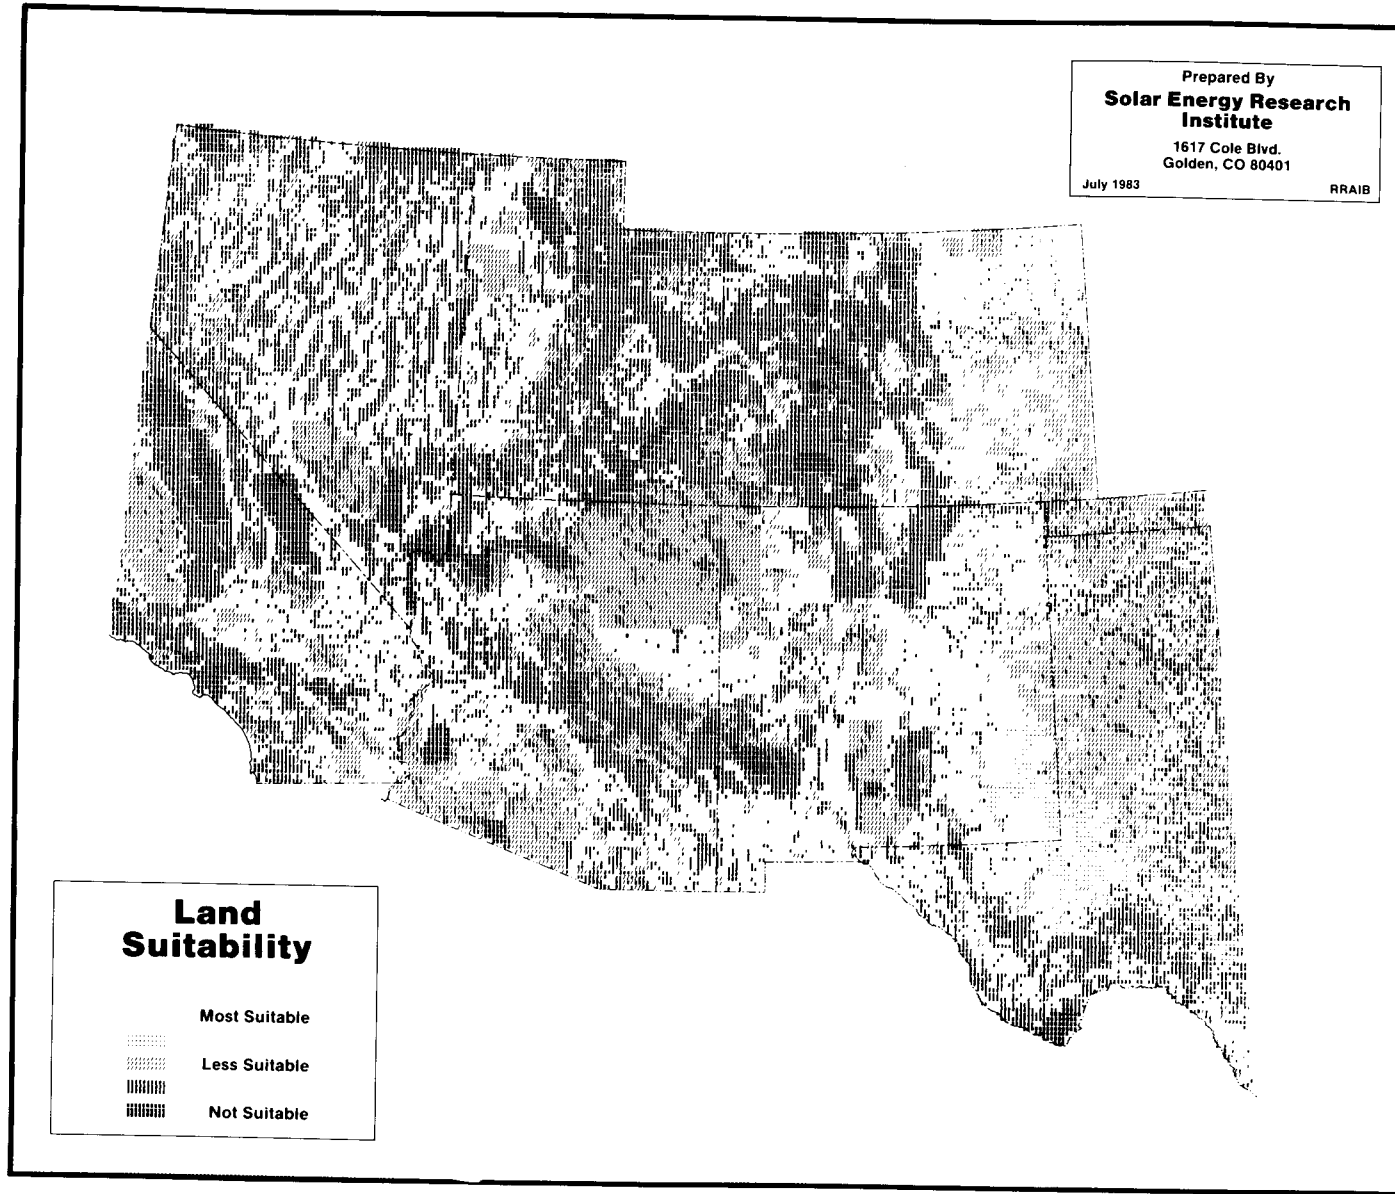 Prepared By
Solar Energy Research
Institute
1617 Cole Blvd.
Golden, CO 80401
July 1983 RRAIB
Land
Suitability
Most Suitable
Less Suitable
Not Suitable